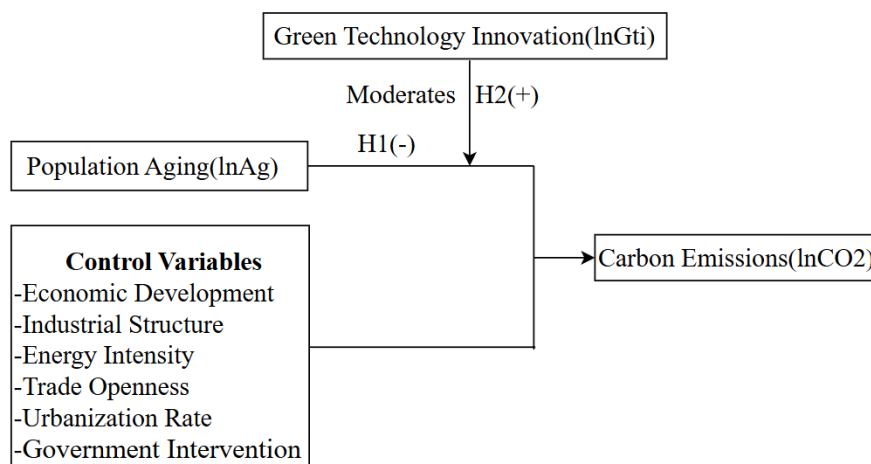 Green Technology Innovation(lnGti)
Moderates H2(+)
H1(-)
Population Aging(lnAg)
Control Variables
-Economic Development
-Industrial Structure
-Energy Intensity
-Trade Openness
-Urbanization Rate
-Government Intervention
Carbon Emissions(lnCO2)